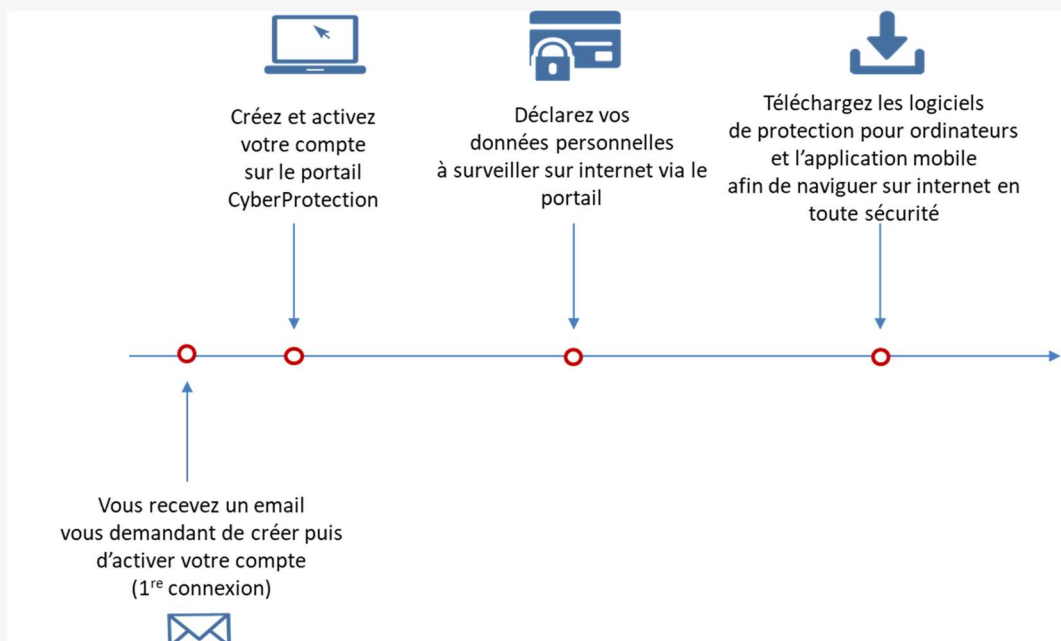 Créez et activez
votre compte
sur le portail
CyberProtection
Déclarez vos
données personnelles
à surveiller sur internet via le
portail
Téléchargez les logiciels
de protection pour ordinateurs
et l’application mobile
afin de naviguer sur internet en
toute sécurité
Vous recevez un email
vous demandant de créer puis
d’activer votre compte
(1re connexion)